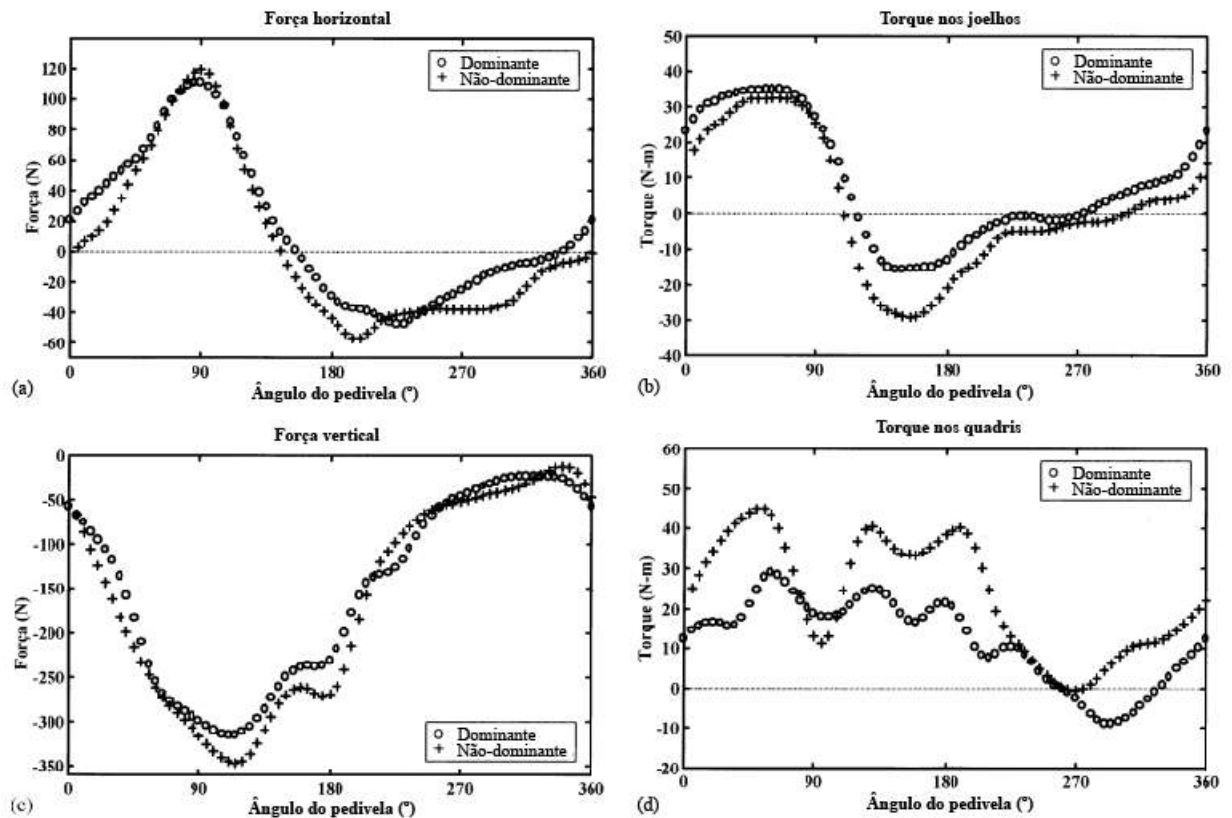 Força horizontal
Força (N)
120
100
80
60
40
20
0
-20
-40
-60
Dominante
Não-dominante
0
90
180
270
360
(a)
Ângulo do pedivela (º)
Torque nos joelhos
Torque (N-m)
50
40
30
20
10
0
-10
-20
-30
-40
Dominante
Não-dominante
0
90
180
270
360
(b)
Ângulo do pedivela (º)
Força vertical
Força (N)
0
-50
-100
-150
-200
-250
-300
-350
Dominante
Não-dominante
0
90
180
270
360
(c)
Ângulo do pedivela (º)
Torque nos quadris
Torque (N-m)
60
50
40
30
20
10
0
-10
-20
Dominante
Não-dominante
0
90
180
270
360
(d)
Ângulo do pedivela (º)